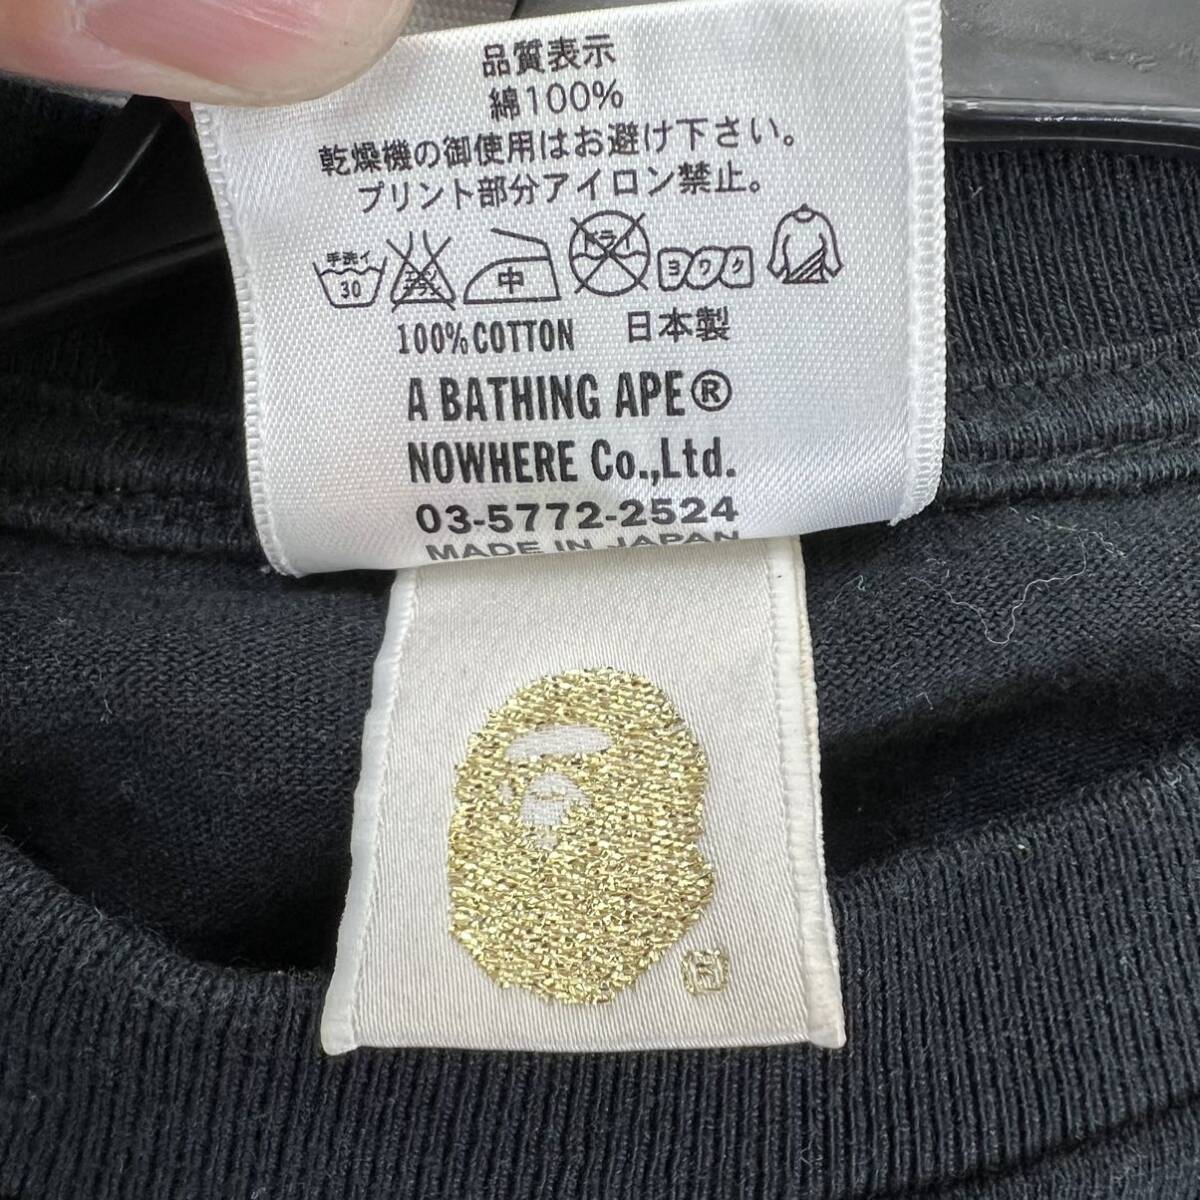 品質表示
綿100%
乾燥機の御使用はお避け下さい。
プリント部分アイロン禁止。
手洗イ 30 エンソ 中 ドライ ヨワク
100% COTTON 日本製
A BATHING APE®
NOWHERE Co.,Ltd.
03-5772-2524
MADE IN JAPAN